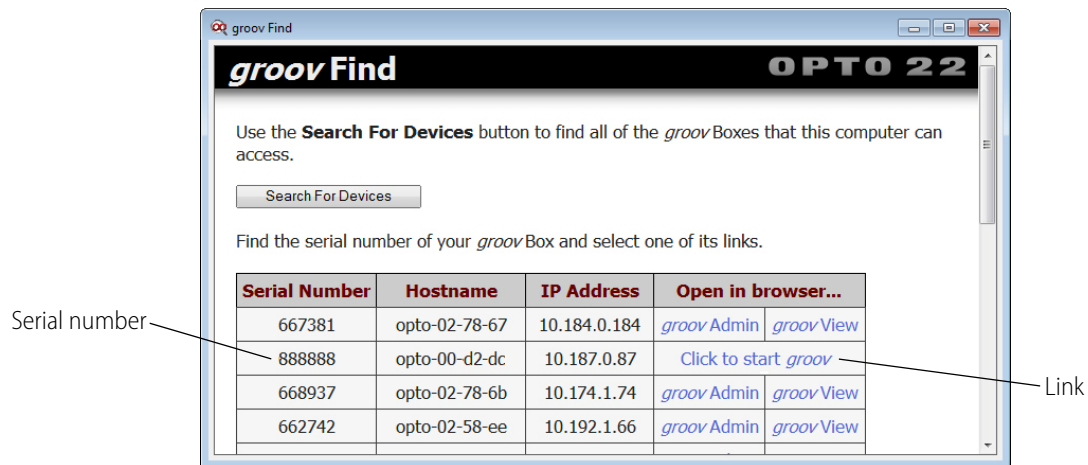 groov Find
groov Find OPTO 22
Use the Search For Devices button to find all of the groov Boxes that this computer can
access.
Search For Devices
Find the serial number of your groov Box and select one of its links.
Serial Number Hostname IP Address Open in browser...
667381 opto-02-78-67 10.184.0.184 groov Admin groov View
Serial number
888888 opto-00-d2-dc 10.187.0.87 Click to start groov
Link
668937 opto-02-78-6b 10.174.1.74 groov Admin groov View
662742 opto-02-58-ee 10.192.1.66 groov Admin groov View